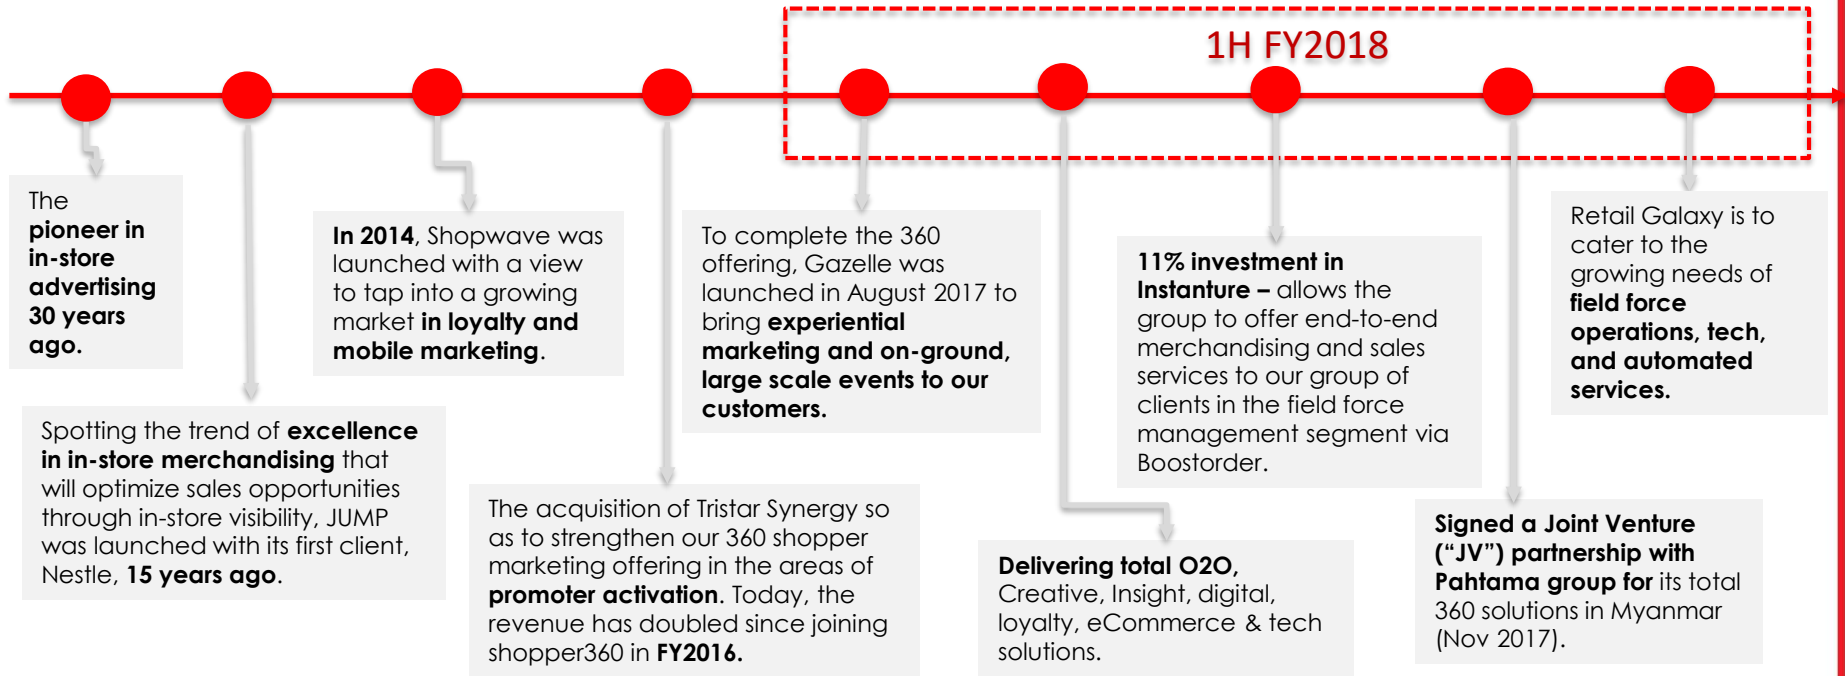 1H FY2018
The
pioneer in
in-store
advertising
30 years
ago.
Spotting the trend of excellence
in in-store merchandising that
will optimize sales opportunities
through in-store visibility, JUMP
was launched with its first client,
Nestle, 15 years ago.
In 2014, Shopwave was
launched with a view
to tap into a growing
market in loyalty and
mobile marketing.
The acquisition of Tristar Synergy so
as to strengthen our 360 shopper
marketing offering in the areas of
promoter activation. Today, the
revenue has doubled since joining
shopper360 in FY2016.
To complete the 360
offering, Gazelle was
launched in August 2017 to
bring experiential
marketing and on-ground,
large scale events to our
customers.
Delivering total O2O,
Creative, Insight, digital,
loyalty, eCommerce & tech
solutions.
11% investment in
Instanture – allows the
group to offer end-to-end
merchandising and sales
services to our group of
clients in the field force
management segment via
Boostorder.
Signed a Joint Venture
(“JV”) partnership with
Pahtama group for its total
360 solutions in Myanmar
(Nov 2017).
Retail Galaxy is to
cater to the
growing needs of
field force
operations, tech,
and automated
services.